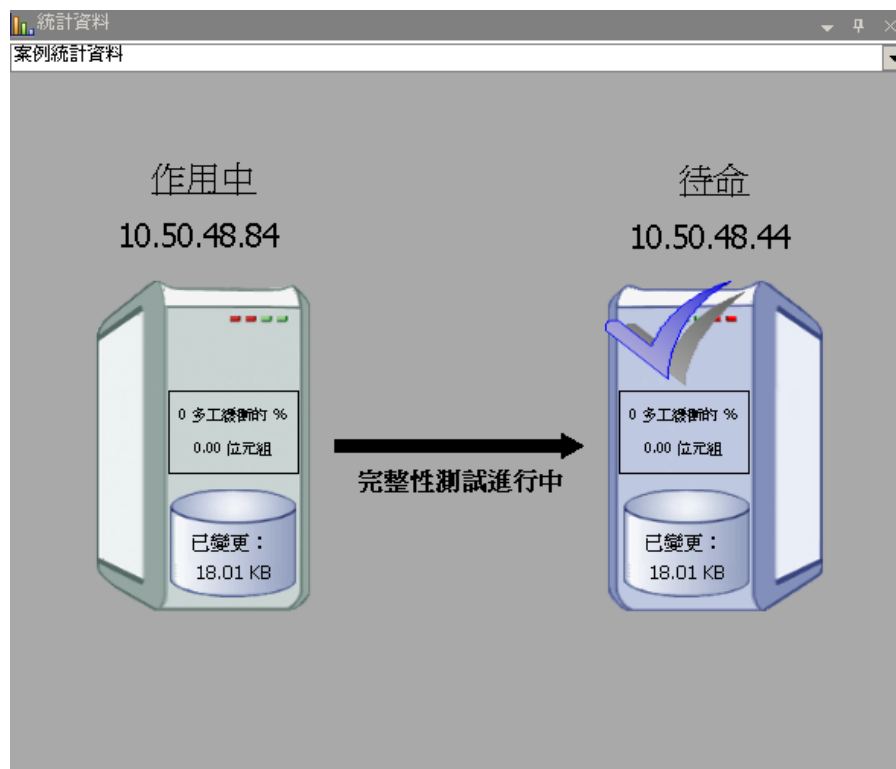 統計資料
案例統計資料
作用中
待命
10.50.48.84
10.50.48.44
0 多工緩衝的 %
0.00 位元組
0 多工緩衝的 %
0.00 位元組
完整性測試進行中
已變更：
18.01 KB
已變更：
18.01 KB